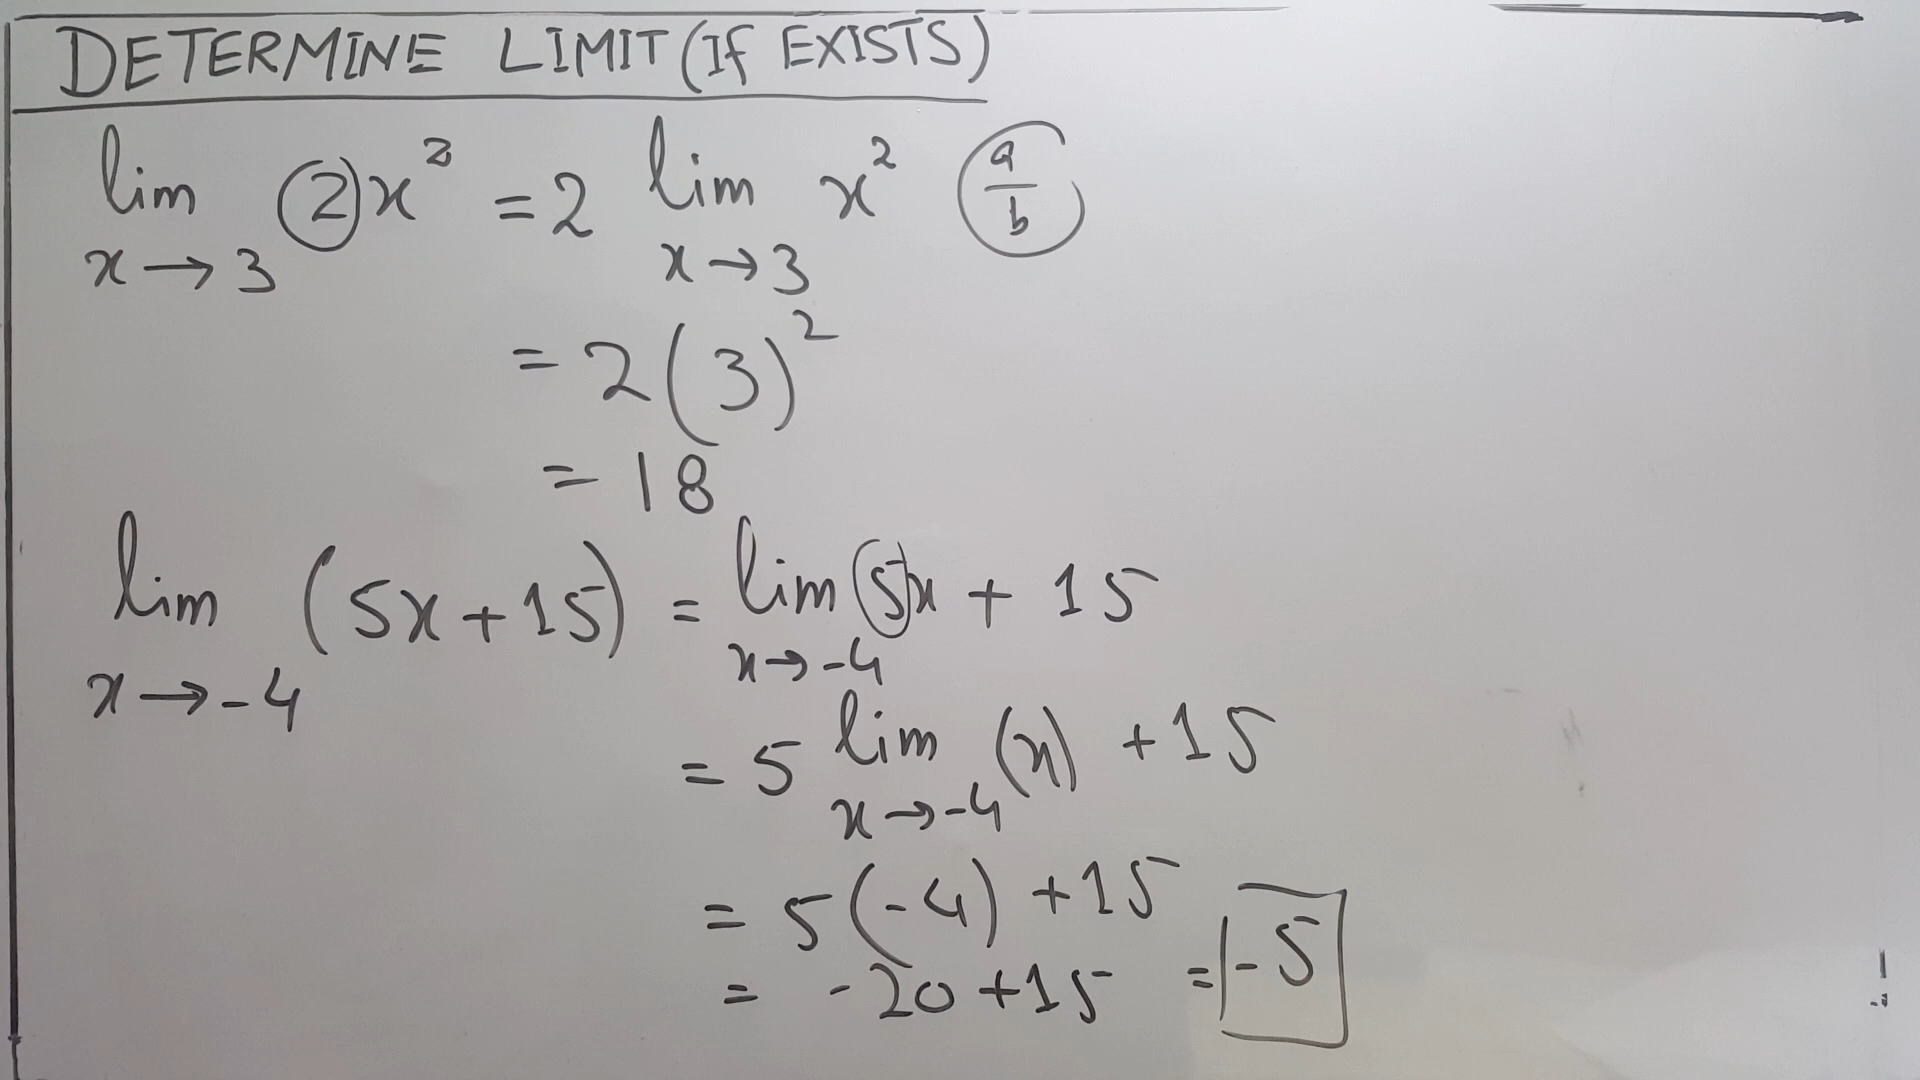 DETERMINE LIMIT (If EXISTS)
lim x→3 2x² = 2 lim x→3 x² a/b
= 2(3)²
= 18
lim x→-4 (5x+15) = lim x→-4 5x + 15
= 5 lim x→-4 (x) + 15
= 5(-4) + 15
= -20+15 = -5